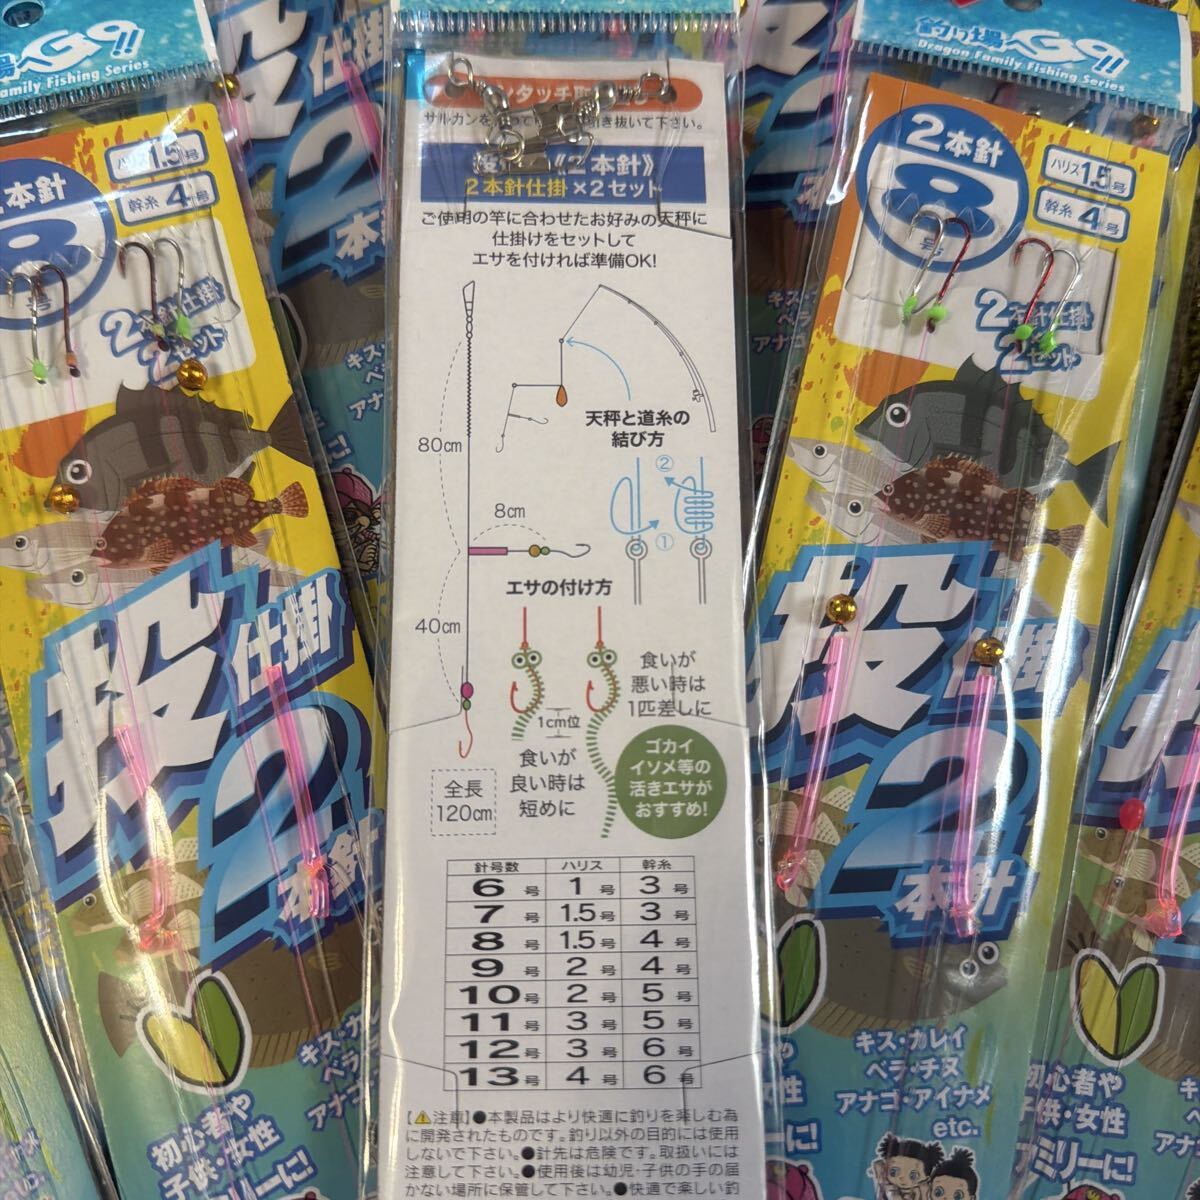 釣り場へGO!!
Dragon Family Fishing Series
2本針
8号
ハリス1.5号
幹糸4号
2本針仕掛
2セット
投
仕掛
2
本針
キス・カレイ
ベラ・チヌ
アナゴ・アイナメ
etc.
初心者や
子供・女性
ファミリーに!
サルカンを
引き抜いて下さい。
《2本針》
2本針仕掛×2セット
ご使用の竿に合わせたお好みの天秤に
仕掛けをセットして
エサを付ければ準備OK!
天秤と道糸の
結び方
80cm
8cm
②
①
エサの付け方
40cm
食いが
悪い時は
1匹差しに
1cm位
食いが
良い時は
短めに
ゴカイ
イソメ等の
活きエサが
おすすめ!
全長
120cm
針号数 ハリス 幹糸
6号 1号 3号
7号 1.5号 3号
8号 1.5号 4号
9号 2号 4号
10号 2号 5号
11号 3号 5号
12号 3号 6号
13号 4号 6号
【⚠注意】●本製品はより快適に釣りを楽しむ為
に開発されたものです。釣り以外の目的には使用
しないで下さい。●針先は危険です。取扱いには
注意して下さい。●使用後は幼児・子供の手の届
かない場所に保管して下さい。●快適で楽しい釣